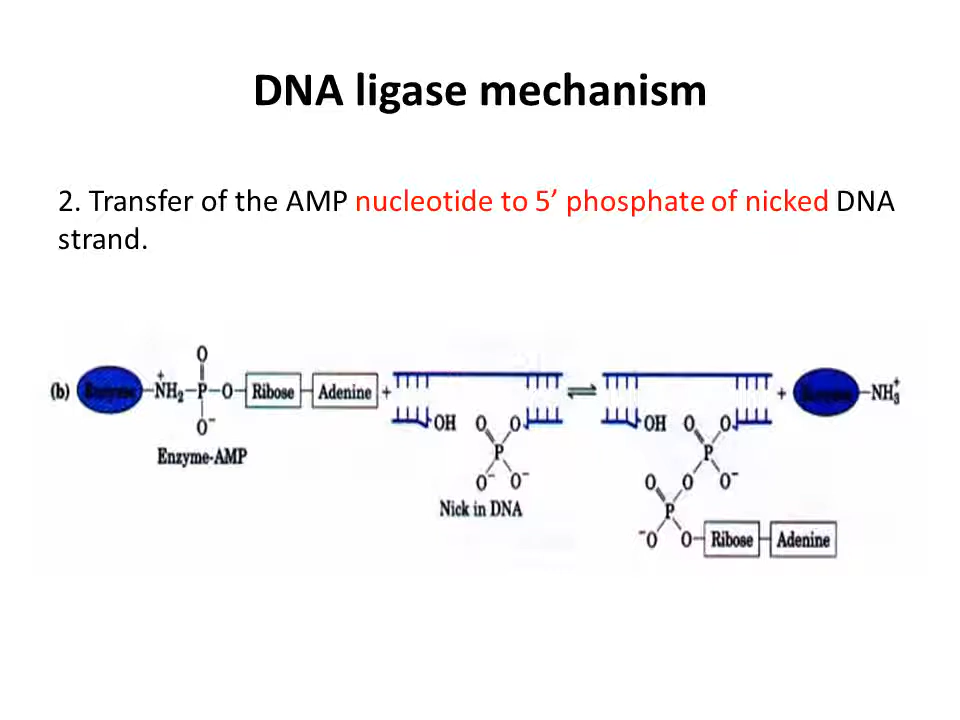 DNA ligase mechanism
2. Transfer of the AMP nucleotide to 5’ phosphate of nicked DNA
strand.
O
(b) Enzyme –N⁺H₂–P–O–Ribose–Adenine + OH O O ⇌ OH O O + Enzyme –NH₃⁺
O⁻ P P
Enzyme-AMP O⁻ O⁻ O O O⁻
Nick in DNA P
⁻O O–Ribose–Adenine